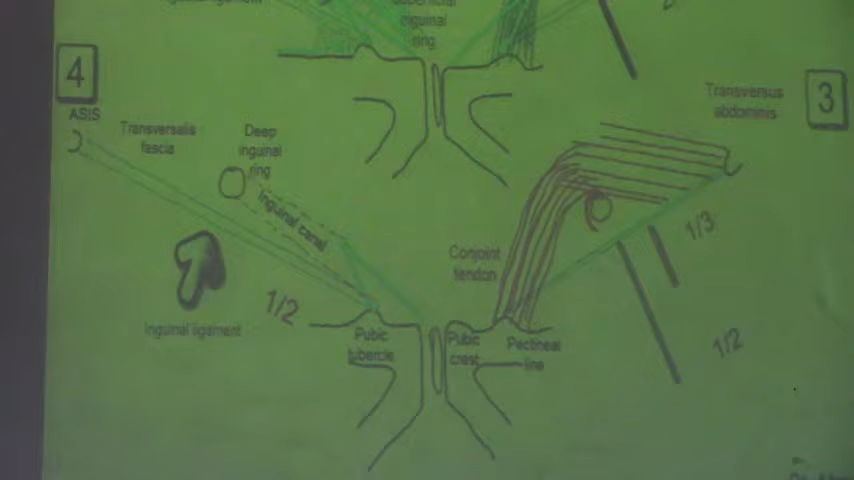 inguinal
ring
4
ASIS
Transversalis
fascia
Deep
inguinal
ring
Inguinal canal
1/2
Inguinal ligament
Pubic
tubercle
Transversus
abdominis
3
Conjoint
tendon
1/3
1/2
Pubic
crest
Pectineal
line